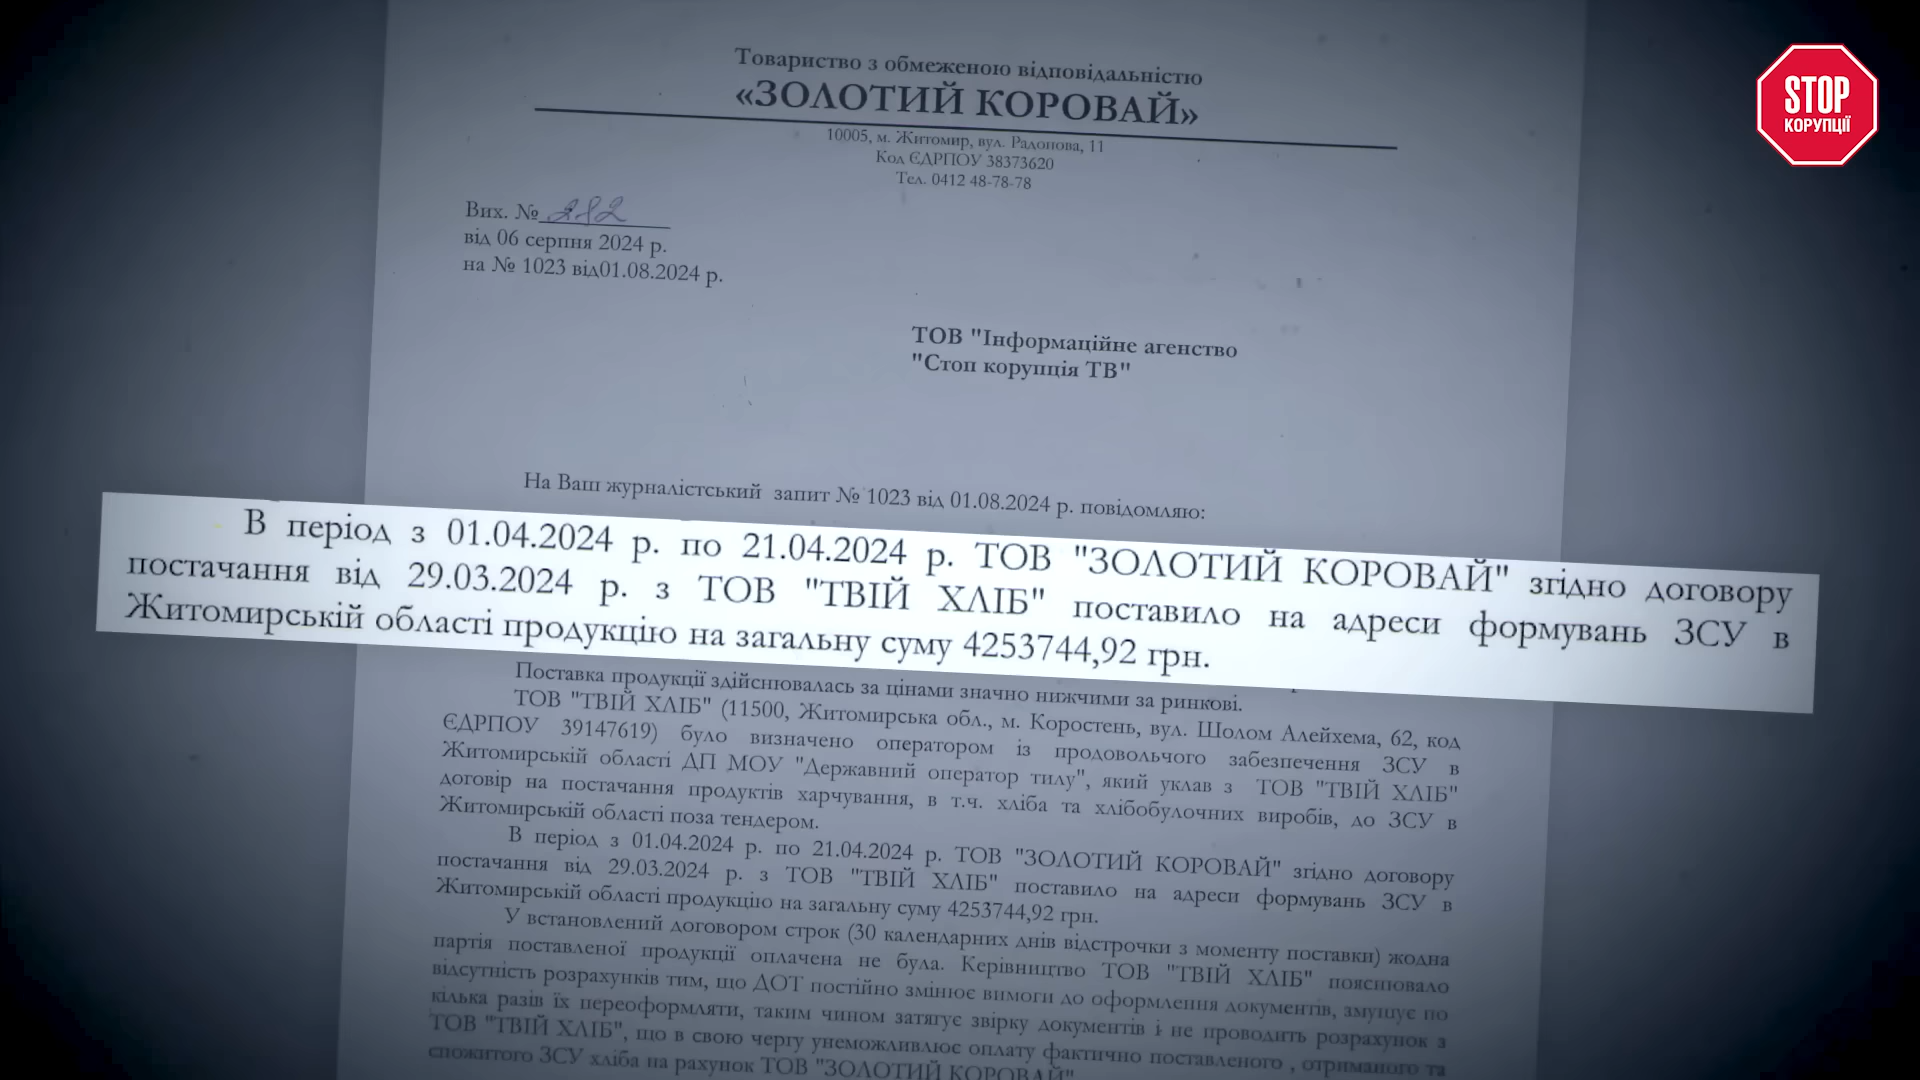 Товариство з обмеженою відповідальністю
«ЗОЛОТИЙ КОРОВАЙ»
10005, м. Житомир, вул. Радонова, 11
Код ЄДРПОУ 38373620
Тел. 0412 48-78-78
STOP
КОРУПЦІЇ
Вих. № 282
від 06 серпня 2024 р.
на № 1023 від01.08.2024 р.
ТОВ "Інформаційне агенство
"Стоп корупція ТВ"
На Ваш журналістський запит № 1023 від 01.08.2024 р. повідомляю:
В період з 01.04.2024 р. по 21.04.2024 р. ТОВ "ЗОЛОТИЙ КОРОВАЙ" згідно договору
постачання від 29.03.2024 р. з ТОВ "ТВІЙ ХЛІБ" поставило на адреси формувань ЗСУ в
Житомирській області продукцію на загальну суму 4253744,92 грн.
Поставка продукції здійснювалась за цінами значно нижчими за ринкові.
ТОВ "ТВІЙ ХЛІБ" (11500, Житомирська обл., м. Коростень, вул. Шолом Алейхема, 62, код
ЄДРПОУ 39147619) було визначено оператором із продовольчого забезпечення ЗСУ в
Житомирській області ДП МОУ "Державний оператор тилу", який уклав з ТОВ "ТВІЙ ХЛІБ"
договір на постачання продуктів харчування, в т.ч. хліба та хлібобулочних виробів, до ЗСУ в
Житомирській області поза тендером.
В період з 01.04.2024 р. по 21.04.2024 р. ТОВ "ЗОЛОТИЙ КОРОВАЙ" згідно договору
постачання від 29.03.2024 р. з ТОВ "ТВІЙ ХЛІБ" поставило на адреси формувань ЗСУ в
Житомирській області продукцію на загальну суму 4253744,92 грн.
У встановлений договором строк (30 календарних днів відстрочки з моменту поставки) жодна
партія поставленої продукції оплачена не була. Керівництво ТОВ "ТВІЙ ХЛІБ" пояснювало
відсутність розрахунків тим, що ДОТ постійно змінює вимоги до оформлення документів, змушує по
кілька разів їх переоформляти, таким чином затягує звірку документів і не проводить розрахунок з
ТОВ "ТВІЙ ХЛІБ", що в свою чергу унеможливлює оплату фактично поставленого , отриманого та
спожитого ЗСУ хліба на рахунок ТОВ "ЗОЛОТИЙ КОРОВАЙ"